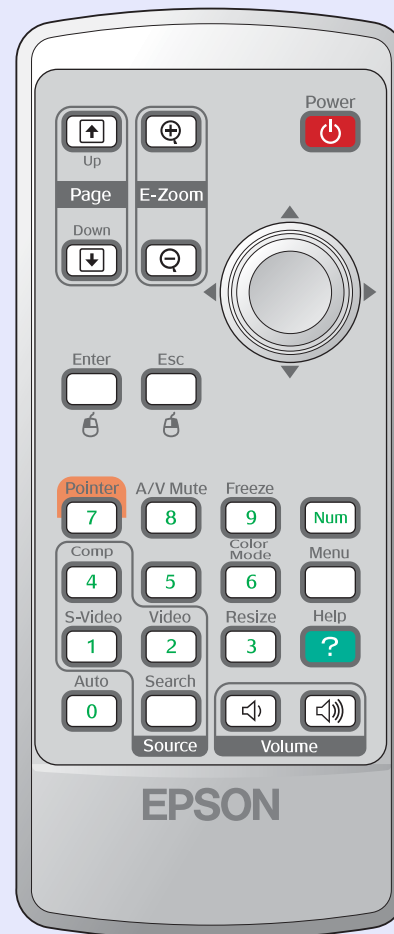 Power
Up
Page
E-Zoom
Down
Enter
Esc
Pointer
A/V Mute
Freeze
7
8
9
Num
Comp
Color
Mode
Menu
4
5
6
S-Video
Video
Resize
Help
1
2
3
?
Auto
Search
0
Source
Volume
EPSON